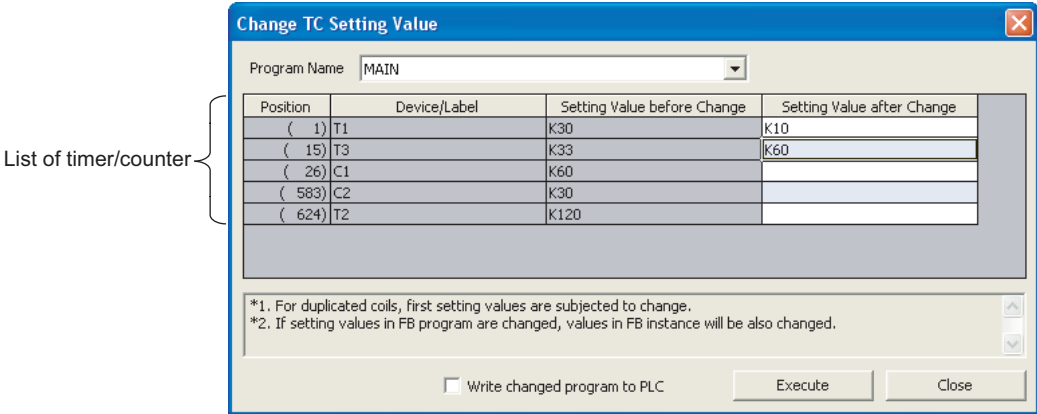 Change TC Setting Value
Program Name MAIN
Position Device/Label Setting Value before Change Setting Value after Change
( 1) T1 K30 K10
( 15) T3 K33 K60
( 26) C1 K60
( 583) C2 K30
( 624) T2 K120
List of timer/counter
*1. For duplicated coils, first setting values are subjected to change.
*2. If setting values in FB program are changed, values in FB instance will be also changed.
Write changed program to PLC Execute Close